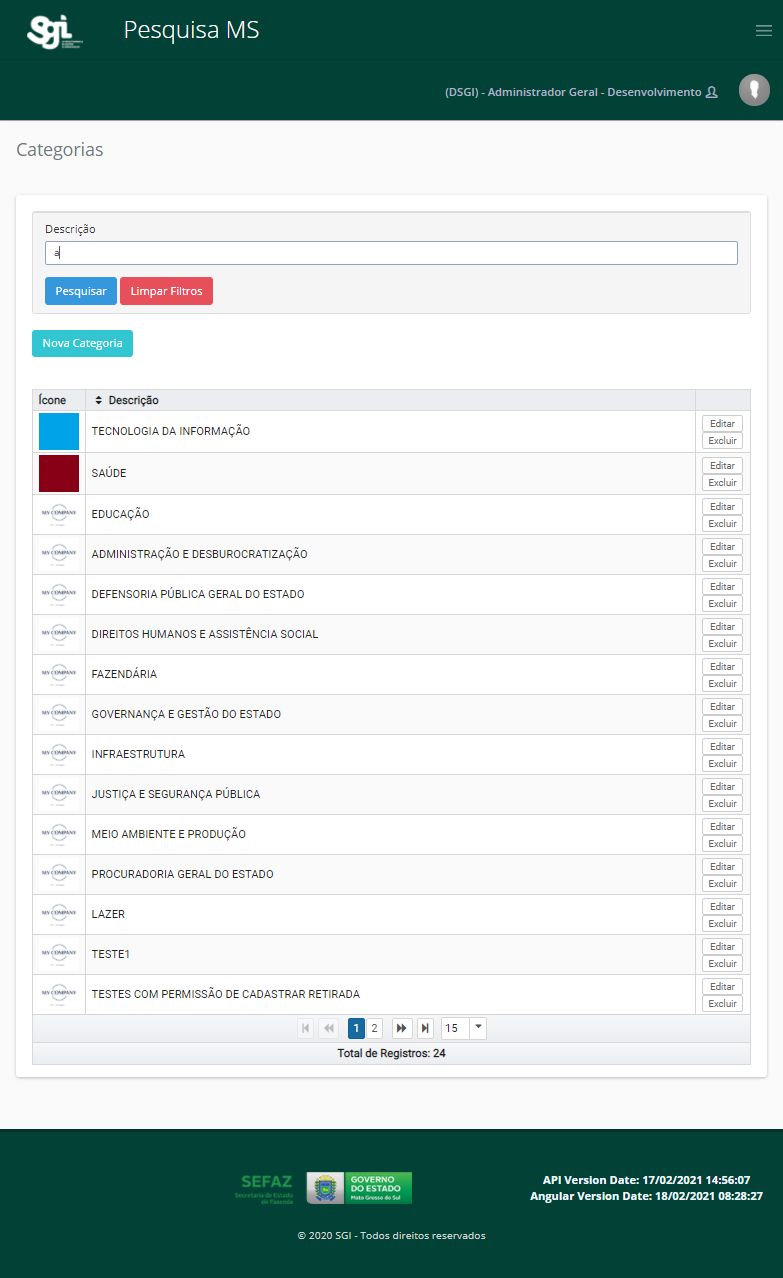 Sgi
Pesquisa MS
(DSGI) - Administrador Geral - Desenvolvimento
Categorias
Descrição
a
Pesquisar
Limpar Filtros
Nova Categoria
Ícone
Descrição
TECNOLOGIA DA INFORMAÇÃO
Editar
Excluir
SAÚDE
Editar
Excluir
MY COMPANY
EDUCAÇÃO
Editar
Excluir
MY COMPANY
ADMINISTRAÇÃO E DESBUROCRATIZAÇÃO
Editar
Excluir
MY COMPANY
DEFENSORIA PÚBLICA GERAL DO ESTADO
Editar
Excluir
MY COMPANY
DIREITOS HUMANOS E ASSISTÊNCIA SOCIAL
Editar
Excluir
MY COMPANY
FAZENDÁRIA
Editar
Excluir
MY COMPANY
GOVERNANÇA E GESTÃO DO ESTADO
Editar
Excluir
MY COMPANY
INFRAESTRUTURA
Editar
Excluir
MY COMPANY
JUSTIÇA E SEGURANÇA PÚBLICA
Editar
Excluir
MY COMPANY
MEIO AMBIENTE E PRODUÇÃO
Editar
Excluir
MY COMPANY
PROCURADORIA GERAL DO ESTADO
Editar
Excluir
MY COMPANY
LAZER
Editar
Excluir
MY COMPANY
TESTE1
Editar
Excluir
MY COMPANY
TESTES COM PERMISSÃO DE CADASTRAR RETIRADA
Editar
Excluir
1 2 15
Total de Registros: 24
SEFAZ
Secretaria de Estado
de Fazenda
GOVERNO
DO ESTADO
Mato Grosso do Sul
API Version Date: 17/02/2021 14:56:07
Angular Version Date: 18/02/2021 08:28:27
© 2020 SGI - Todos direitos reservados